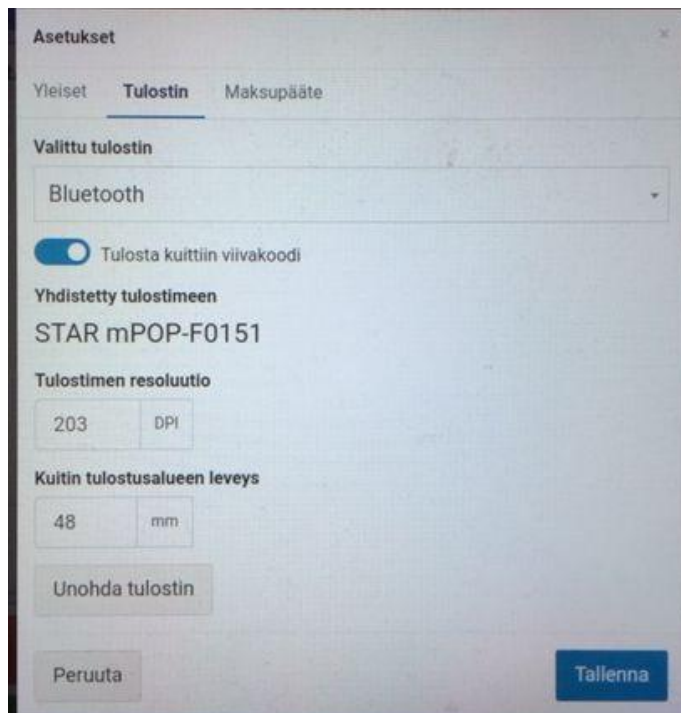 Asetukset
×
Yleiset Tulostin Maksupääte
Valittu tulostin
Bluetooth
Tulosta kuittiin viivakoodi
Yhdistetty tulostimeen
STAR mPOP-F0151
Tulostimen resoluutio
203 DPI
Kuitin tulostusalueen leveys
48 mm
Unohda tulostin
Peruuta Tallenna